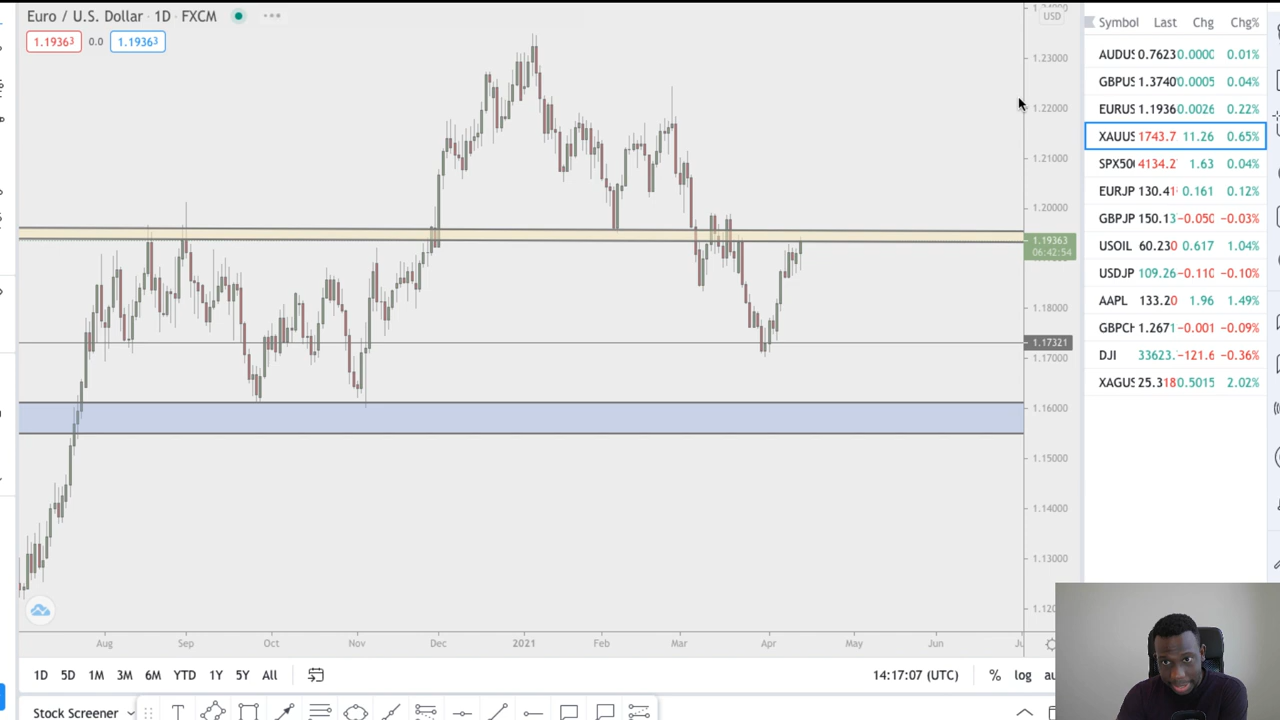 Euro / U.S. Dollar · 1D · FXCM
USD
1.19363 0.0 1.19363
1.23000
1.22000
1.21000
1.20000
1.19363
06:42:54
1.18000
1.17321
1.17000
1.16000
1.15000
1.14000
1.13000
Aug Sep Oct Nov Dec 2021 Feb Mar Apr May Jun
1D 5D 1M 3M 6M YTD 1Y 5Y All
14:17:07 (UTC) % log au
Stock Screener
Symbol Last Chg Chg%
AUDUS 0.7623 0.0000 0.01%
GBPUS 1.3740 0.0005 0.04%
EURUS 1.1936 0.0026 0.22%
XAUUS 1743.7 11.26 0.65%
SPX500 4134.2 1.63 0.04%
EURJP 130.41 0.161 0.12%
GBPJP 150.13 −0.050 −0.03%
USOIL 60.230 0.617 1.04%
USDJP 109.26 −0.110 −0.10%
AAPL 133.20 1.96 1.49%
GBPCH 1.2671 −0.001 −0.09%
DJI 33623. −121.6 −0.36%
XAGUS 25.318 0.5015 2.02%